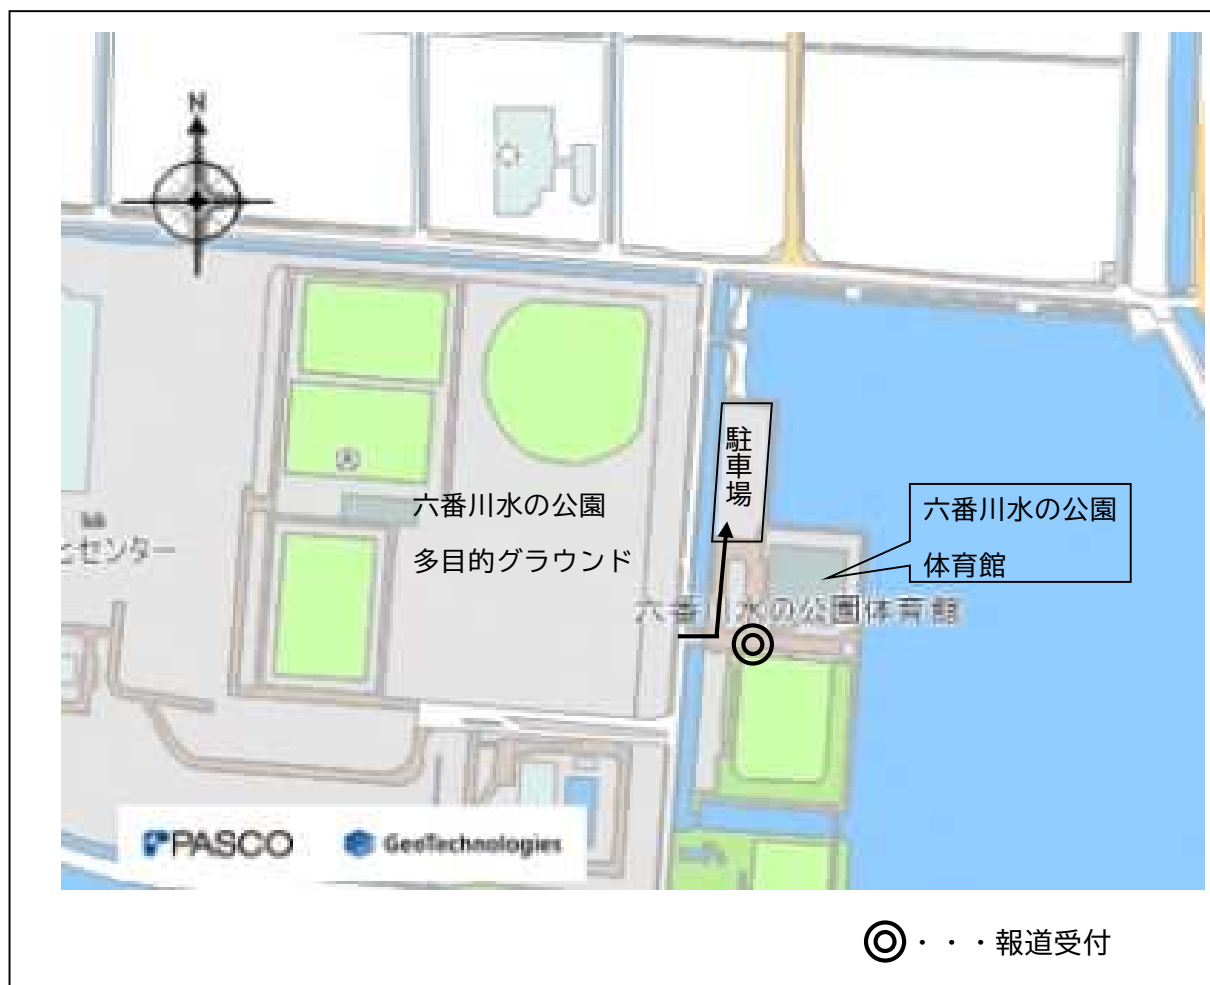 N
駐車場
六番川水の公園
多目的グラウンド
六番川水の公園
体育館
センター
六番川水の公園体育館
PASCO
GeoTechnologies
◎・・・報道受付